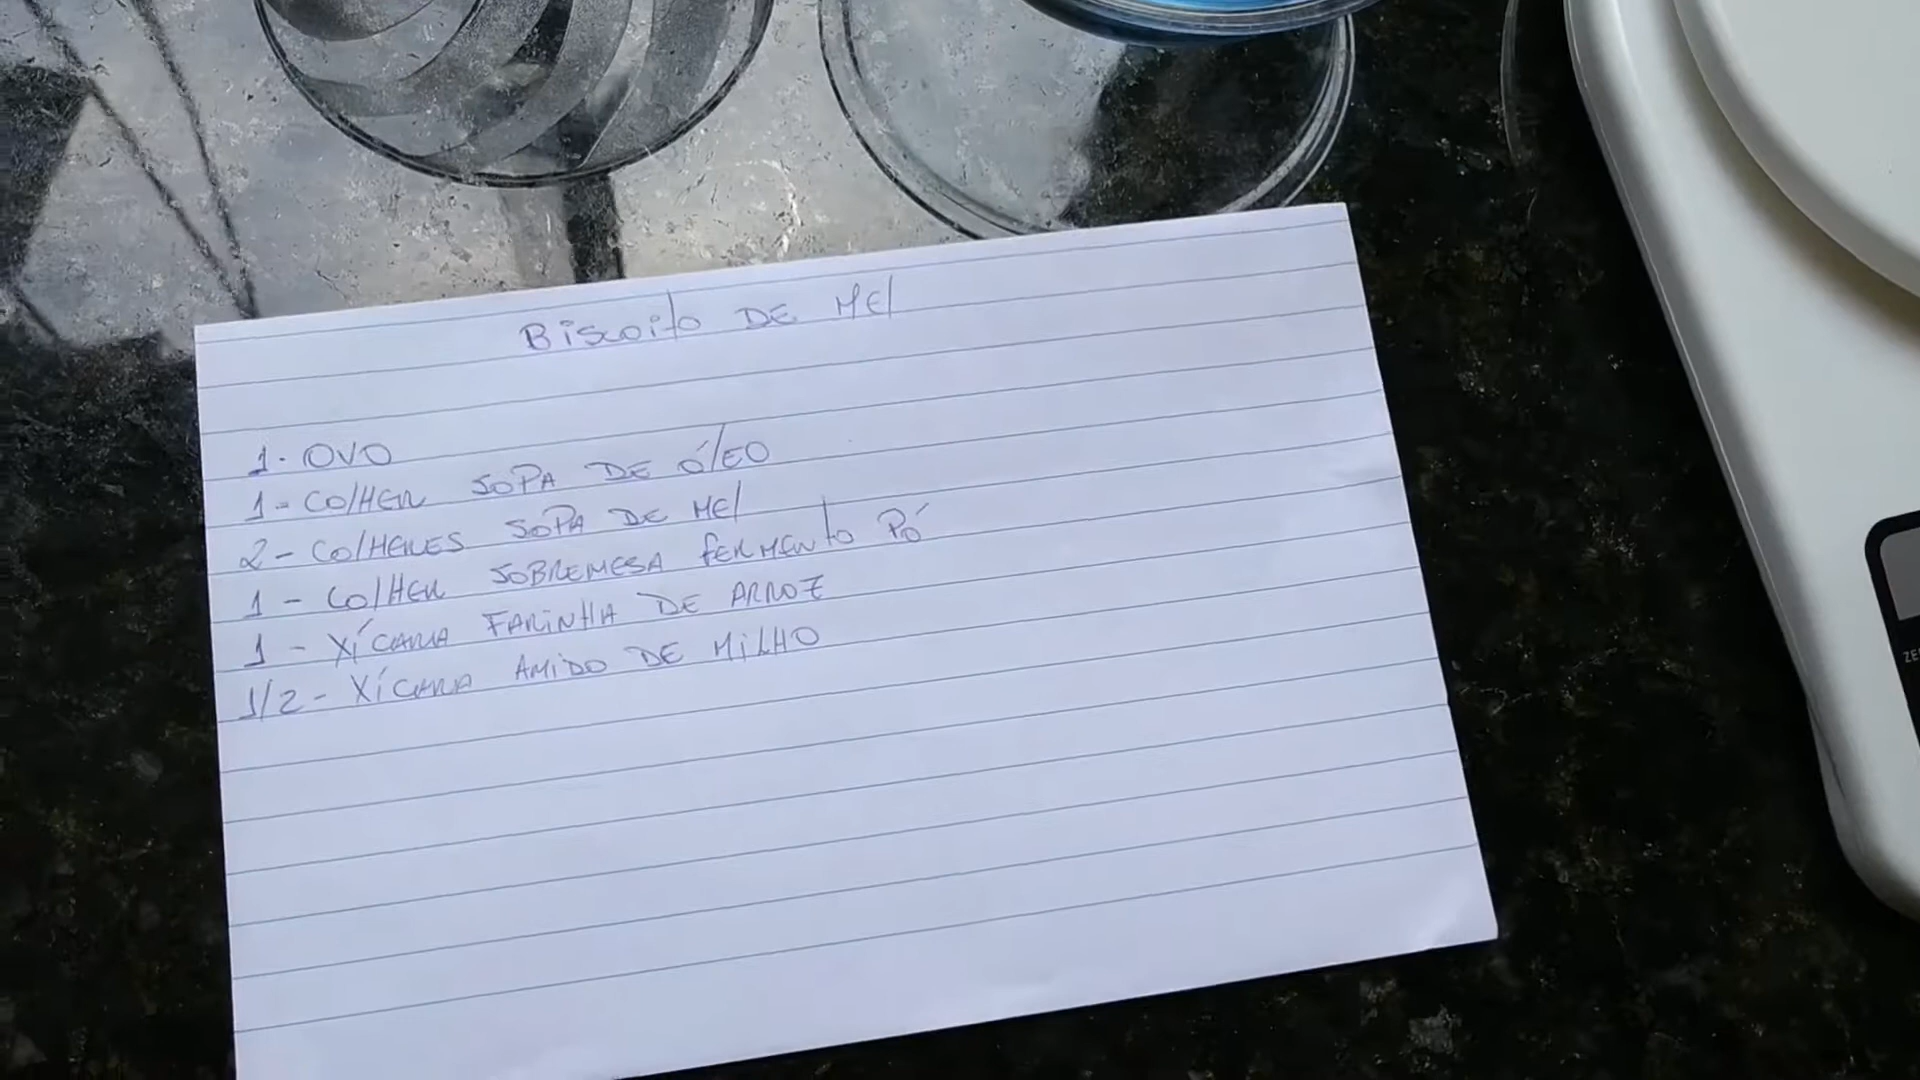 Biscoito DE MEl
1. OVO
1 - COlHER SOPA DE ÓlEO
2 - COlHERES SOPA DE MEl
1 - COlHER SOBREMESA FERMENto PÓ
1 - XÍCARA FARiNHA DE ARROZ
1/2 - XÍCARA AMiDO DE MiLHO